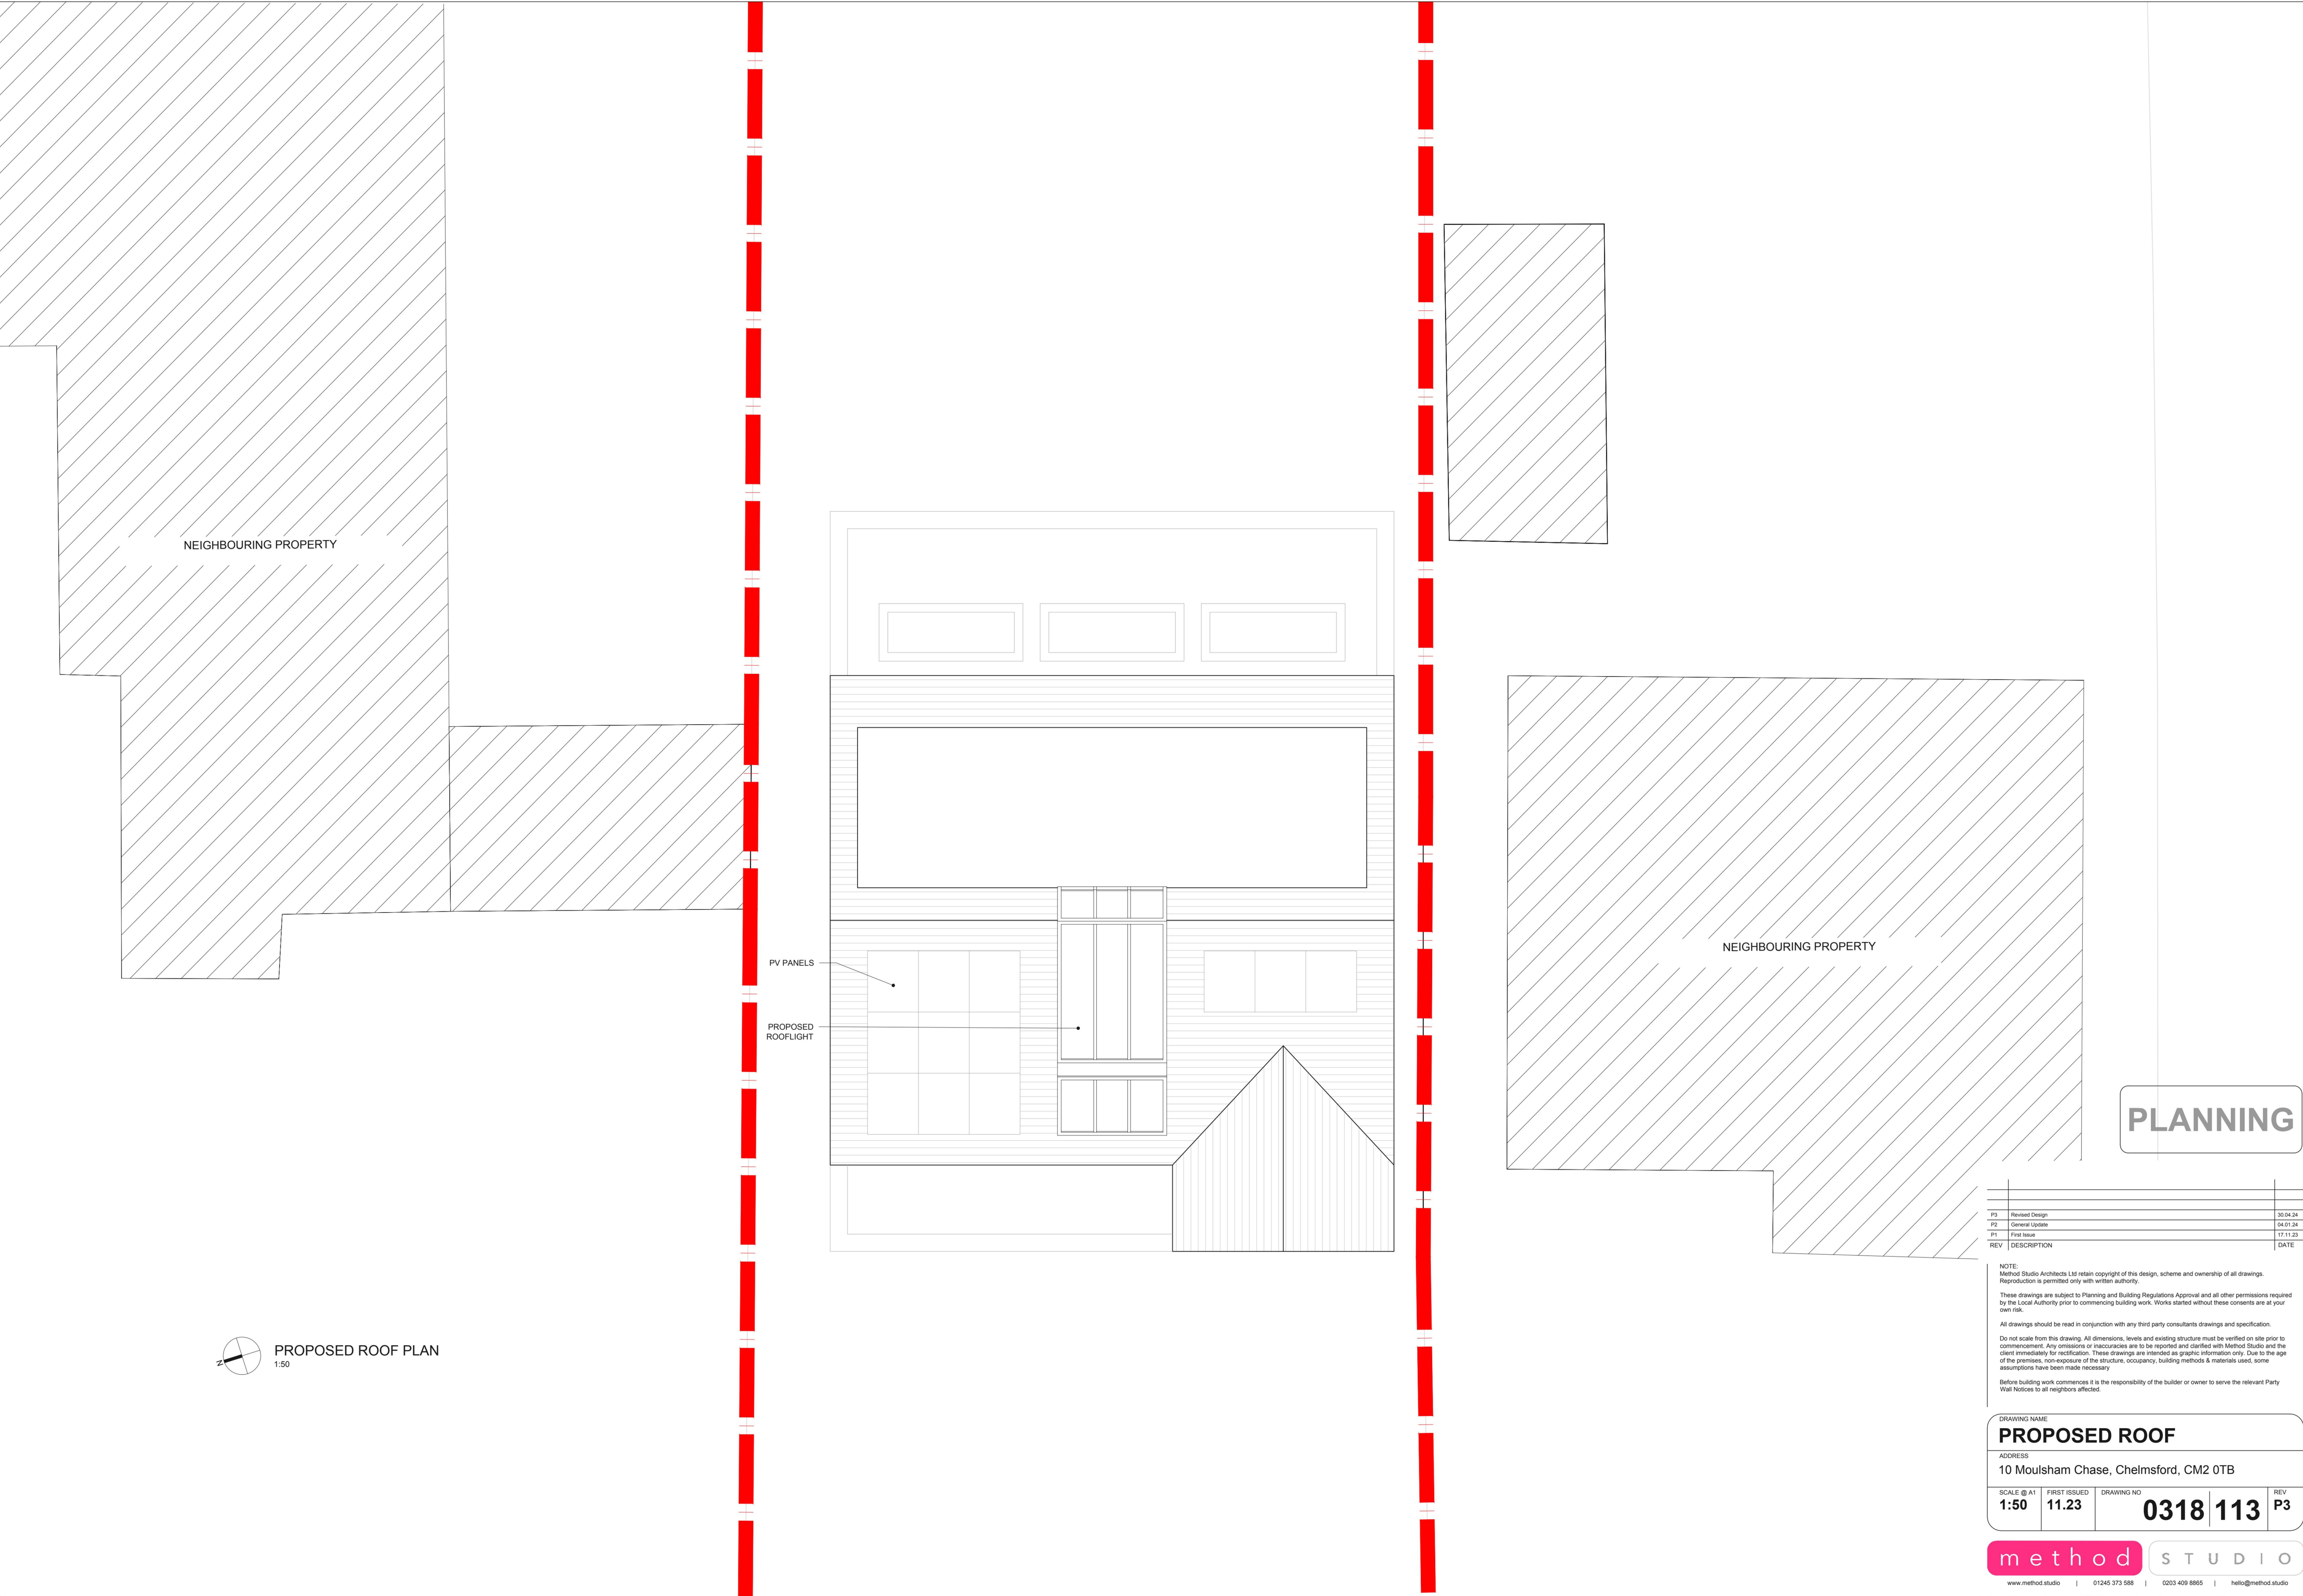 NEIGHBOURING PROPERTY
NEIGHBOURING PROPERTY
PV PANELS
PROPOSED
ROOFLIGHT
PLANNING
P3 Revised Design 30.04.24
P2 General Update 04.01.24
P1 First Issue 17.11.23
REV DESCRIPTION DATE
NOTE:
Method Studio Architects Ltd retain copyright of this design, scheme and ownership of all drawings.
Reproduction is permitted only with written authority.
These drawings are subject to Planning and Building Regulations Approval and all other permissions required
by the Local Authority prior to commencing building work. Works started without these consents are at your
own risk.
All drawings should be read in conjunction with any third party consultants drawings and specification.
Do not scale from this drawing. All dimensions, levels and existing structure must be verified on site prior to
commencement. Any omissions or inaccuracies are to be reported and clarified with Method Studio and the
client immediately for rectification. These drawings are intended as graphic information only. Due to the age
of the premises, non-exposure of the structure, occupancy, building methods & materials used, some
assumptions have been made necessary
Before building work commences it is the responsibility of the builder or owner to serve the relevant Party
Wall Notices to all neighbors affected.
N
PROPOSED ROOF PLAN
1:50
DRAWING NAME
PROPOSED ROOF
ADDRESS
10 Moulsham Chase, Chelmsford, CM2 0TB
SCALE @ A1 FIRST ISSUED DRAWING NO REV
1:50 11.23 0318 113 P3
method STUDIO
www.method.studio | 01245 373 588 | 0203 409 8865 | hello@method.studio